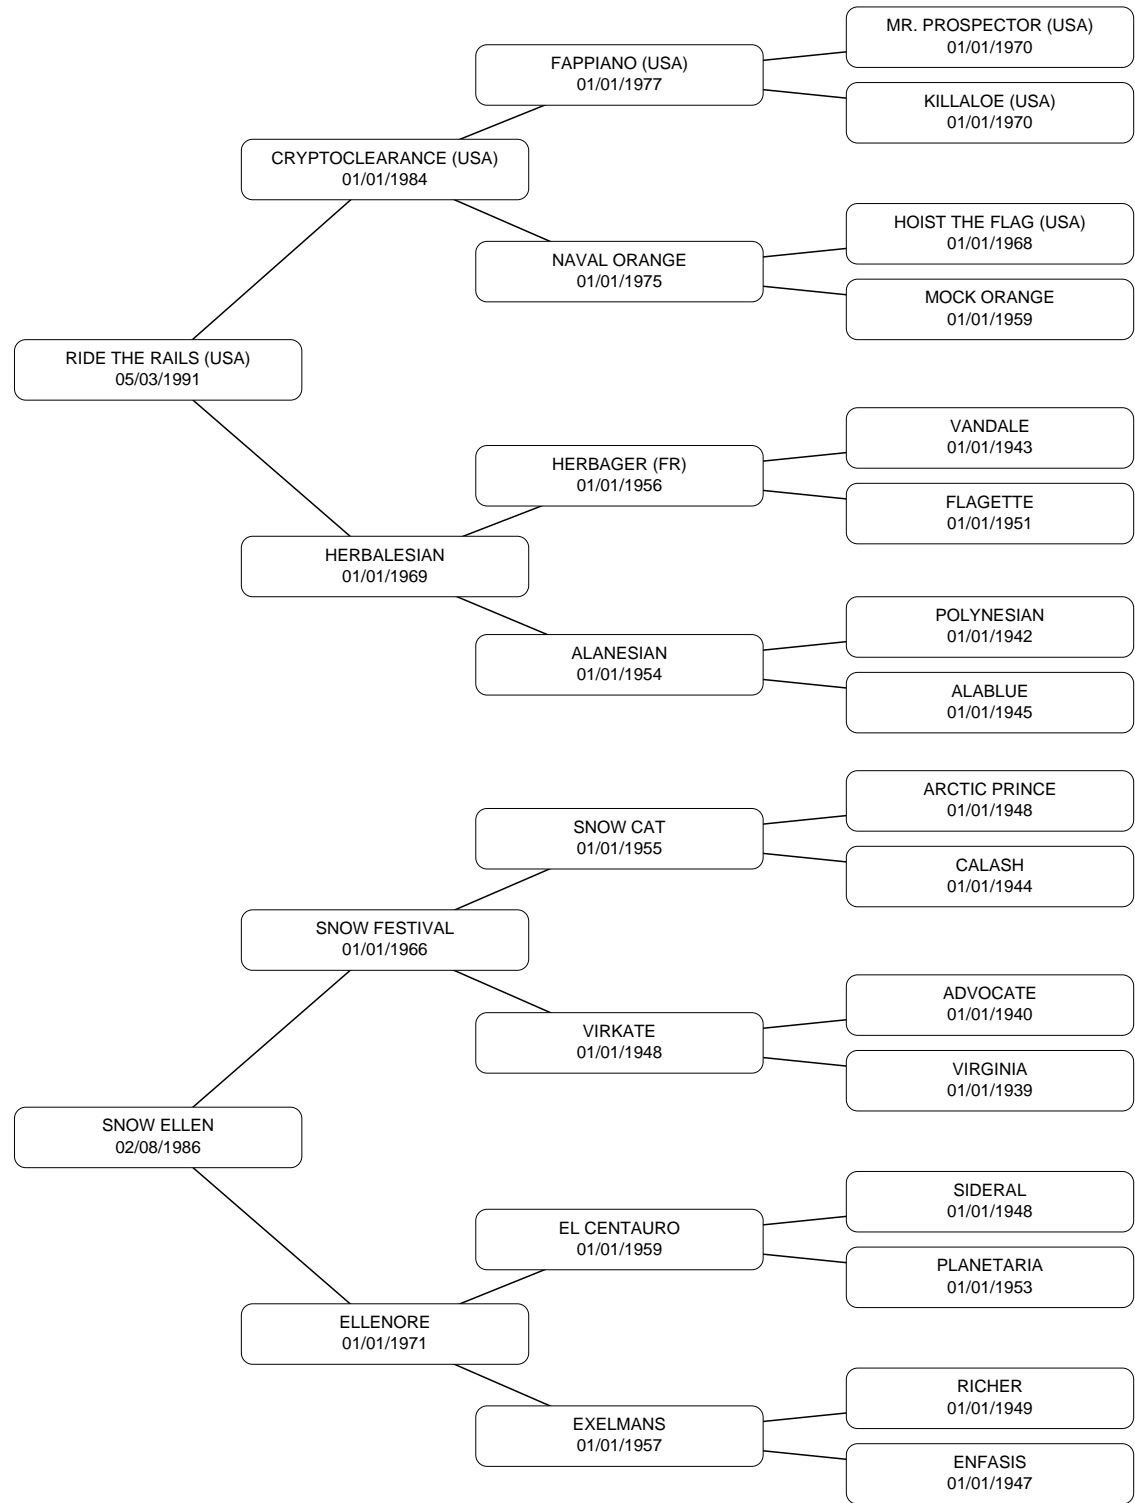 MR. PROSPECTOR (USA)
01/01/1970
FAPPIANO (USA)
01/01/1977
KILLALOE (USA)
01/01/1970
CRYPTOCLEARANCE (USA)
01/01/1984
HOIST THE FLAG (USA)
01/01/1968
NAVAL ORANGE
01/01/1975
MOCK ORANGE
01/01/1959
RIDE THE RAILS (USA)
05/03/1991
VANDALE
01/01/1943
HERBAGER (FR)
01/01/1956
FLAGETTE
01/01/1951
HERBALESIAN
01/01/1969
POLYNESIAN
01/01/1942
ALANESIAN
01/01/1954
ALABLUE
01/01/1945
ARCTIC PRINCE
01/01/1948
SNOW CAT
01/01/1955
CALASH
01/01/1944
SNOW FESTIVAL
01/01/1966
ADVOCATE
01/01/1940
VIRKATE
01/01/1948
VIRGINIA
01/01/1939
SNOW ELLEN
02/08/1986
SIDERAL
01/01/1948
EL CENTAURO
01/01/1959
PLANETARIA
01/01/1953
ELLENORE
01/01/1971
RICHER
01/01/1949
EXELMANS
01/01/1957
ENFASIS
01/01/1947